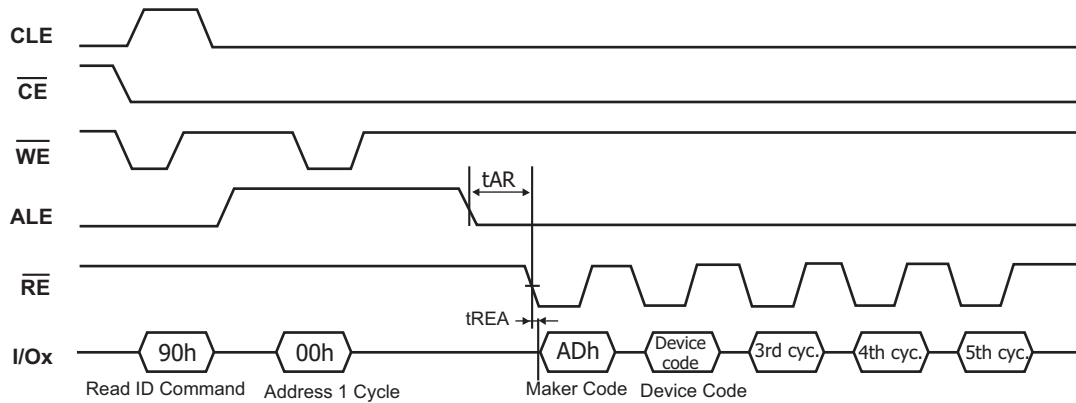 CLE
CE
WE
tAR
ALE
RE
tREA
I/Ox
90h
00h
ADh
Device
code
3rd cyc.
4th cyc.
5th cyc.
Read ID Command
Address 1 Cycle
Maker Code
Device Code